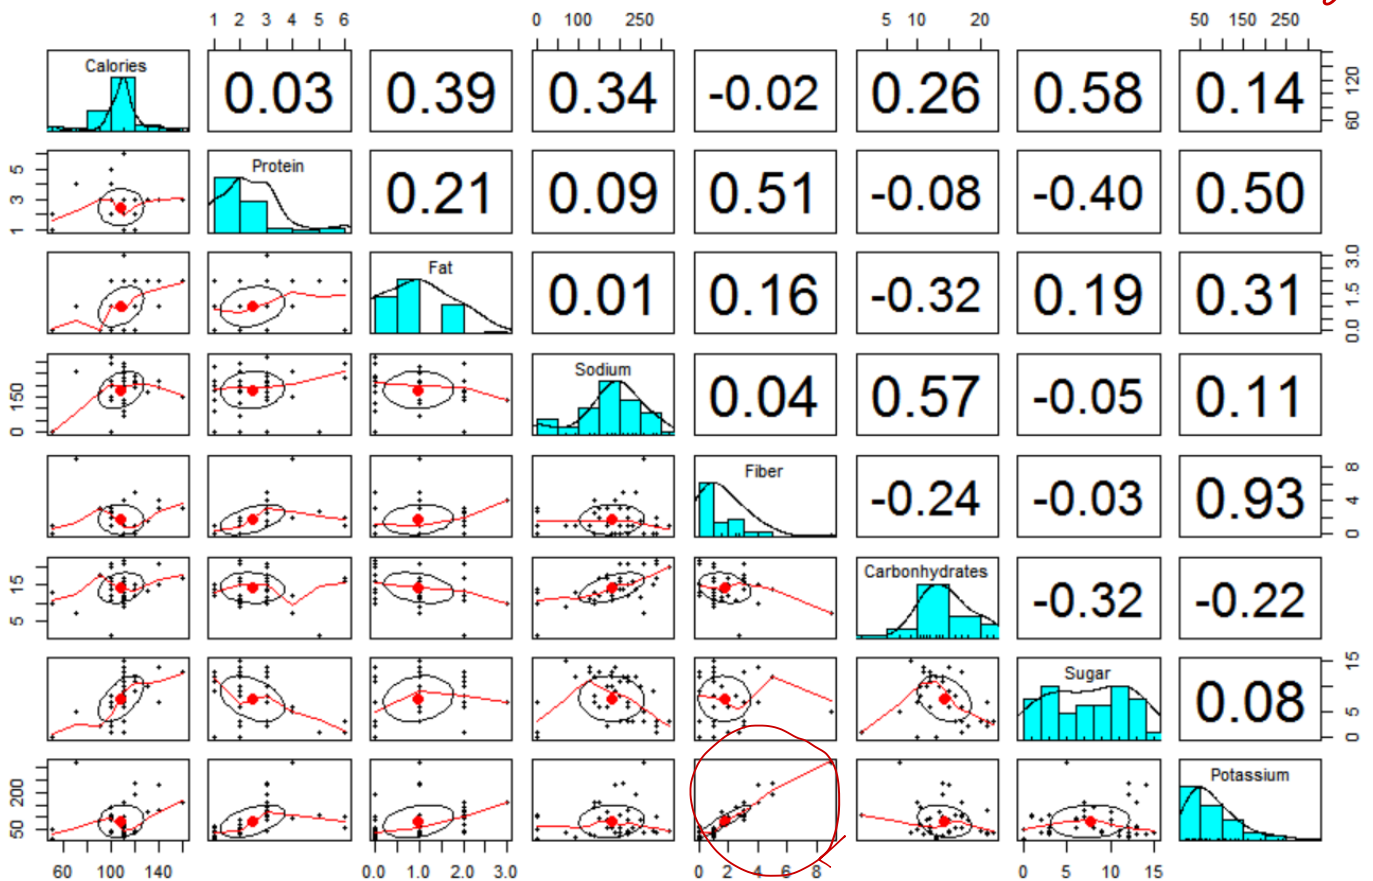 1 2 3 4 5 6 0 100 250 5 10 20 50 150 250
Calories 0.03 0.39 0.34 -0.02 0.26 0.58 0.14 60 120
1 3 5 Protein 0.21 0.09 0.51 -0.08 -0.40 0.50
Fat 0.01 0.16 -0.32 0.19 0.31 0.0 1.5 3.0
0 150 Sodium 0.04 0.57 -0.05 0.11
Fiber -0.24 -0.03 0.93 0 4 8
5 15 Carbonhydrates -0.32 -0.22
Sugar 0.08 0 5 15
50 200 Potassium
60 100 140 0.0 1.0 2.0 3.0 0 2 4 6 8 0 5 10 15